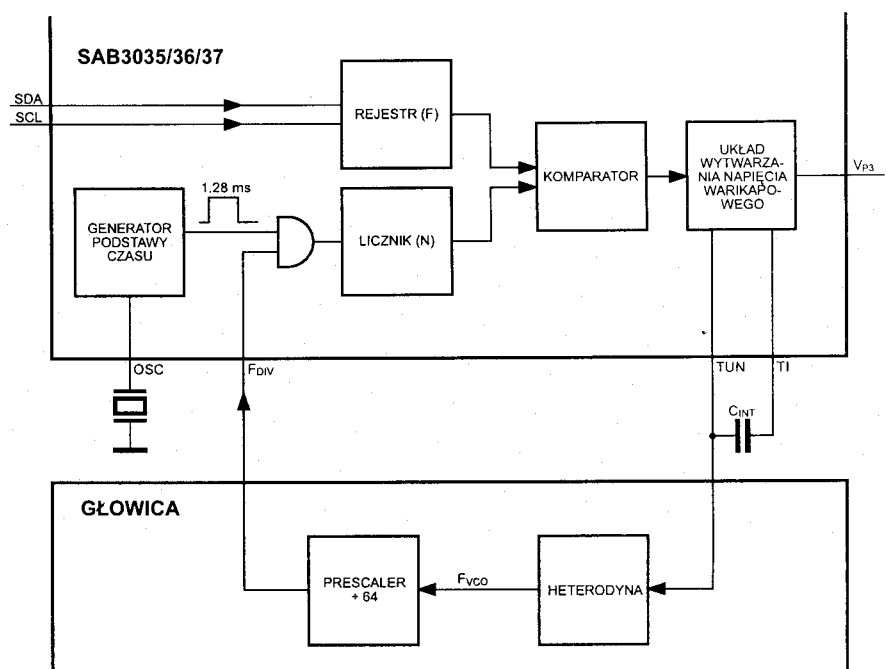 SAB3035/36/37
SDA
SCL
REJESTR (F)
1,28 ms
GENERATOR
PODSTAWY
CZASU
LICZNIK (N)
KOMPARATOR
UKŁAD
WYTWARZA-
NIA NAPIĘCIA
WARIKAPO-
WEGO
VP3
OSC
FDIV
TUN
TI
CINT
GŁOWICA
PRESCALER
÷ 64
FVCO
HETERODYNA